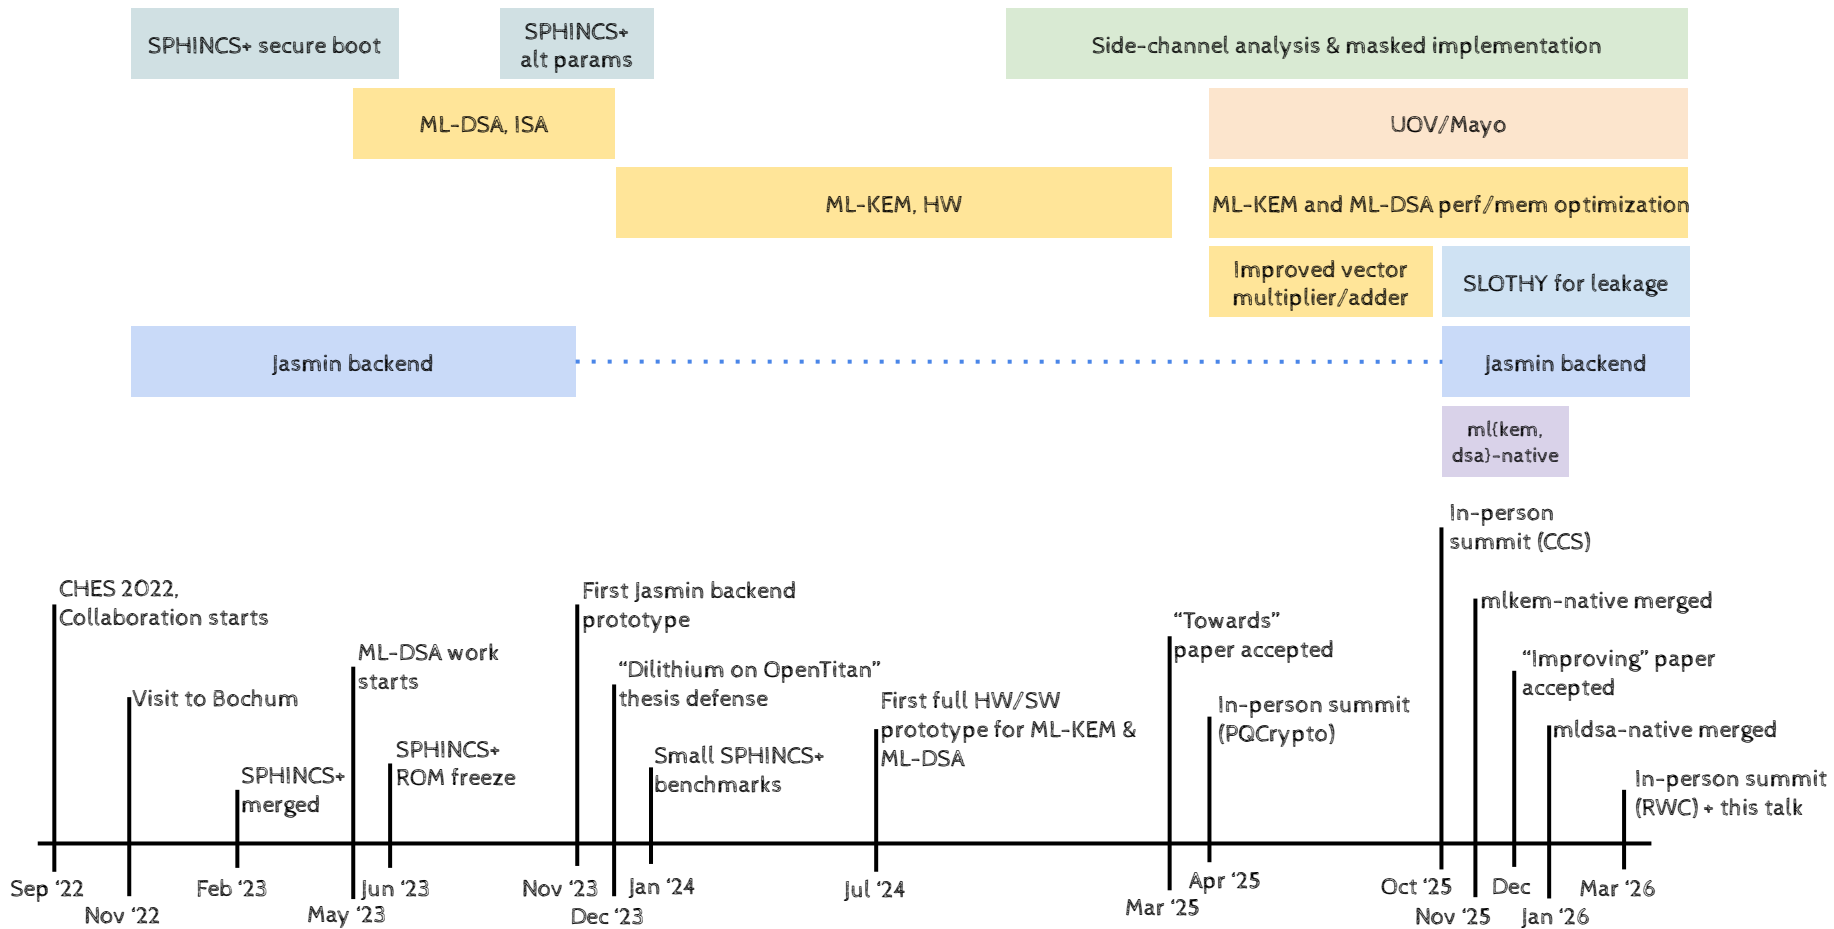 SPHINCS+ secure boot
SPHINCS+
alt params
Side-channel analysis & masked implementation
ML-DSA, ISA
UOV/Mayo
ML-KEM, HW
ML-KEM and ML-DSA perf/mem optimization
Improved vector
multiplier/adder
SLOTHY for leakage
Jasmin backend
Jasmin backend
ml{kem,
dsa}-native
CHES 2022,
Collaboration starts
Visit to Bochum
SPHINCS+
merged
ML-DSA work
starts
SPHINCS+
ROM freeze
First Jasmin backend
prototype
“Dilithium on OpenTitan”
thesis defense
Small SPHINCS+
benchmarks
First full HW/SW
prototype for ML-KEM &
ML-DSA
“Towards”
paper accepted
In-person summit
(PQCrypto)
In-person
summit (CCS)
mlkem-native merged
“Improving” paper
accepted
mldsa-native merged
In-person summit
(RWC) + this talk
Sep ‘22
Nov ‘22
Feb ‘23
May ‘23
Jun ‘23
Nov ‘23
Dec ‘23
Jan ‘24
Jul ‘24
Mar ‘25
Apr ‘25
Oct ‘25
Nov ‘25
Dec
Jan ‘26
Mar ‘26